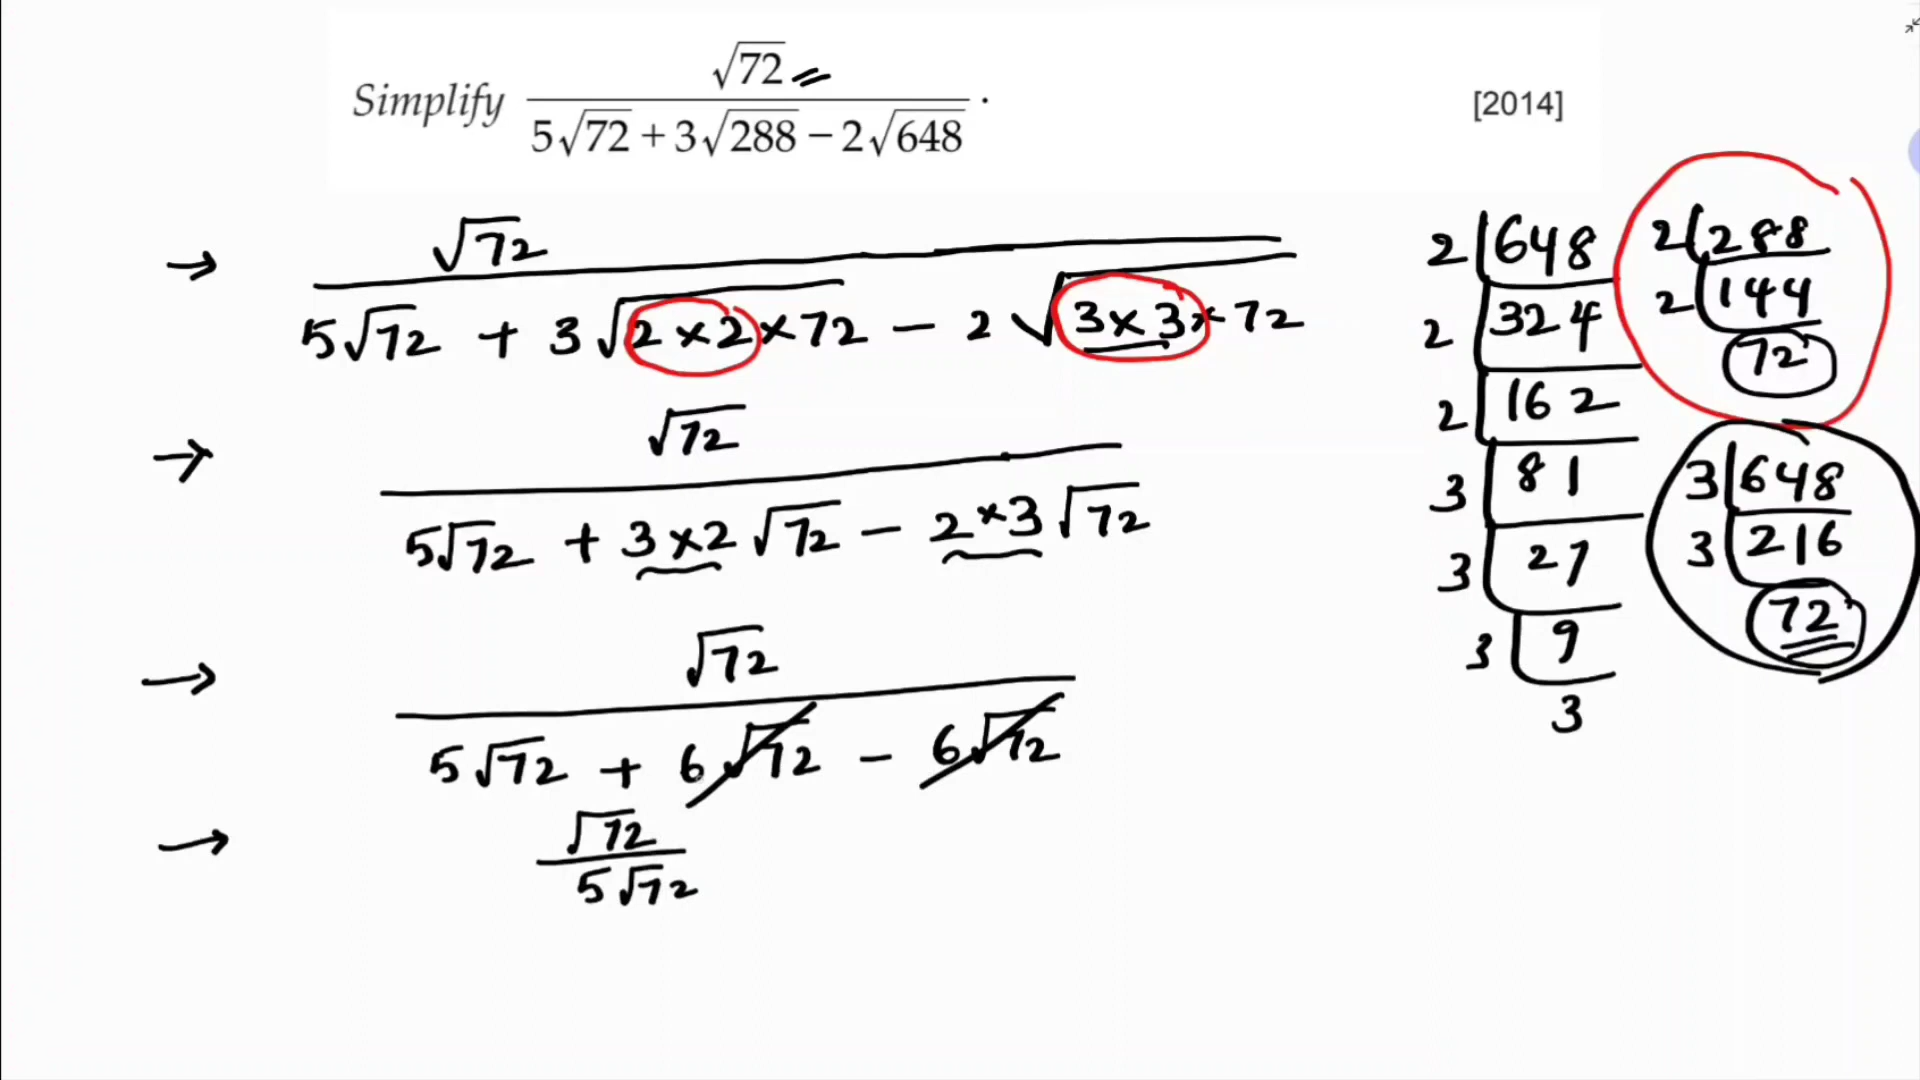 Simplify √72 / (5√72 + 3√288 − 2√648) . [2014]
→ √72 / (5√72 + 3√(2×2×72) − 2√(3×3×72))
→ √72 / (5√72 + 3×2√72 − 2×3√72)
→ √72 / (5√72 + 6√72 − 6√72)
→ √72 / 5√72
2 | 648
2 | 324
2 | 162
3 | 81
3 | 27
3 | 9
3
2 | 288
2 | 144
72
3 | 648
3 | 216
72